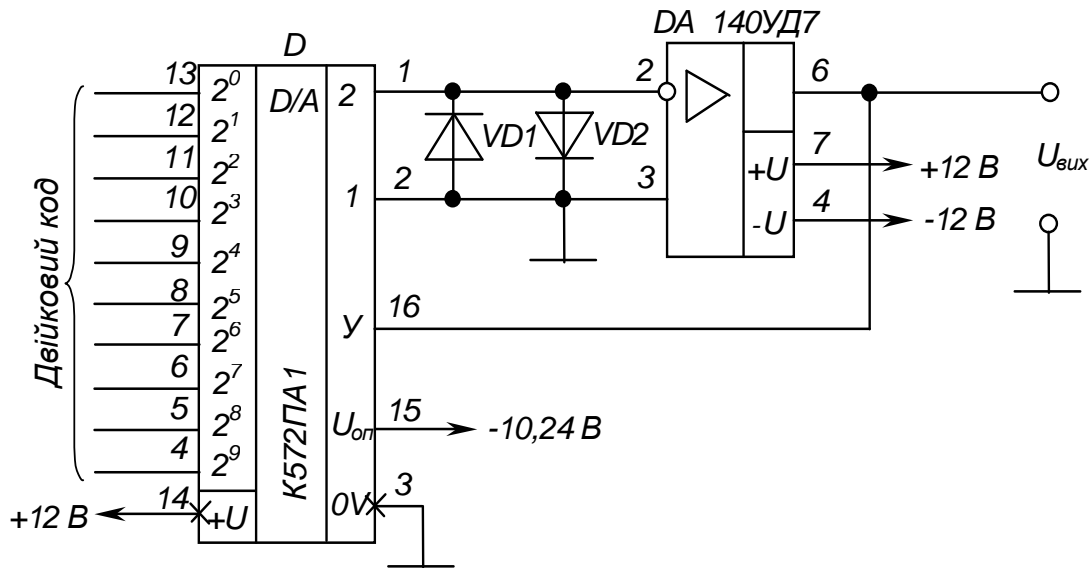 DA 140УД7
D
13 2⁰ D/A 2 1 2 6
12 2¹
VD1 VD2
11 2² 7 +U +12 В
U вих
10 2³ 1 2 3 4 -U -12 В
9 2⁴
8 2⁵ У 16
7 2⁶
6 2⁷
5 2⁸ Uоп 15 -10,24 В
4 2⁹
+12 В 14 +U 0V 3
Двійковий код
К572ПА1